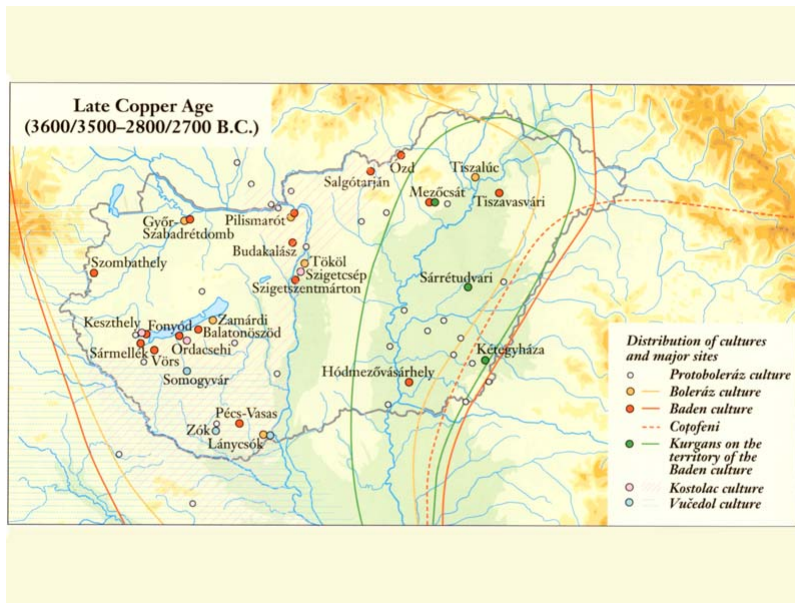 Late Copper Age
(3600/3500–2800/2700 B.C.)
Ózd
Salgótarján
Tiszalúc
Mezőcsát
Tiszavasvári
Győr-
Szabadrétdomb
Pilismarót
Budakalász
Szombathely
Tököl
Szigetcsép
Szigetszentmárton
Sárrétudvari
Keszthely
Fonyód
Zamárdi
Balatonöszöd
Ordacsehi
Sármellék
Vörs
Somogyvár
Kétegyháza
Hódmezővásárhely
Pécs-Vasas
Zók
Lánycsók
Distribution of cultures
and major sites
Protoboleráz culture
Boleráz culture
Baden culture
Coţofeni
Kurgans on the
territory of the
Baden culture
Kostolac culture
Vučedol culture